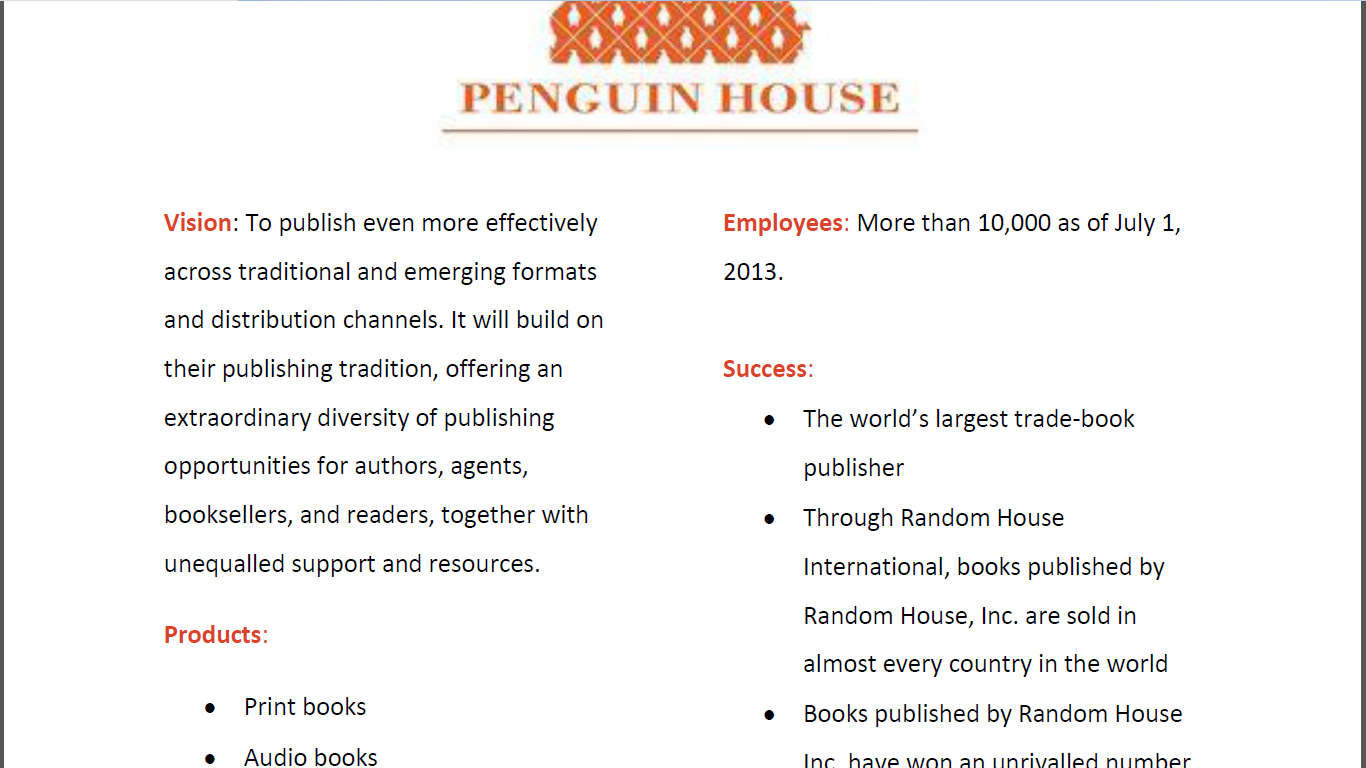 PENGUIN HOUSE
Vision: To publish even more effectively
across traditional and emerging formats
and distribution channels. It will build on
their publishing tradition, offering an
extraordinary diversity of publishing
opportunities for authors, agents,
booksellers, and readers, together with
unequalled support and resources.
Products:
● Print books
● Audio books
Employees: More than 10,000 as of July 1,
2013.
Success:
● The world’s largest trade-book
publisher
● Through Random House
International, books published by
Random House, Inc. are sold in
almost every country in the world
● Books published by Random House
Inc. have won an unrivalled number